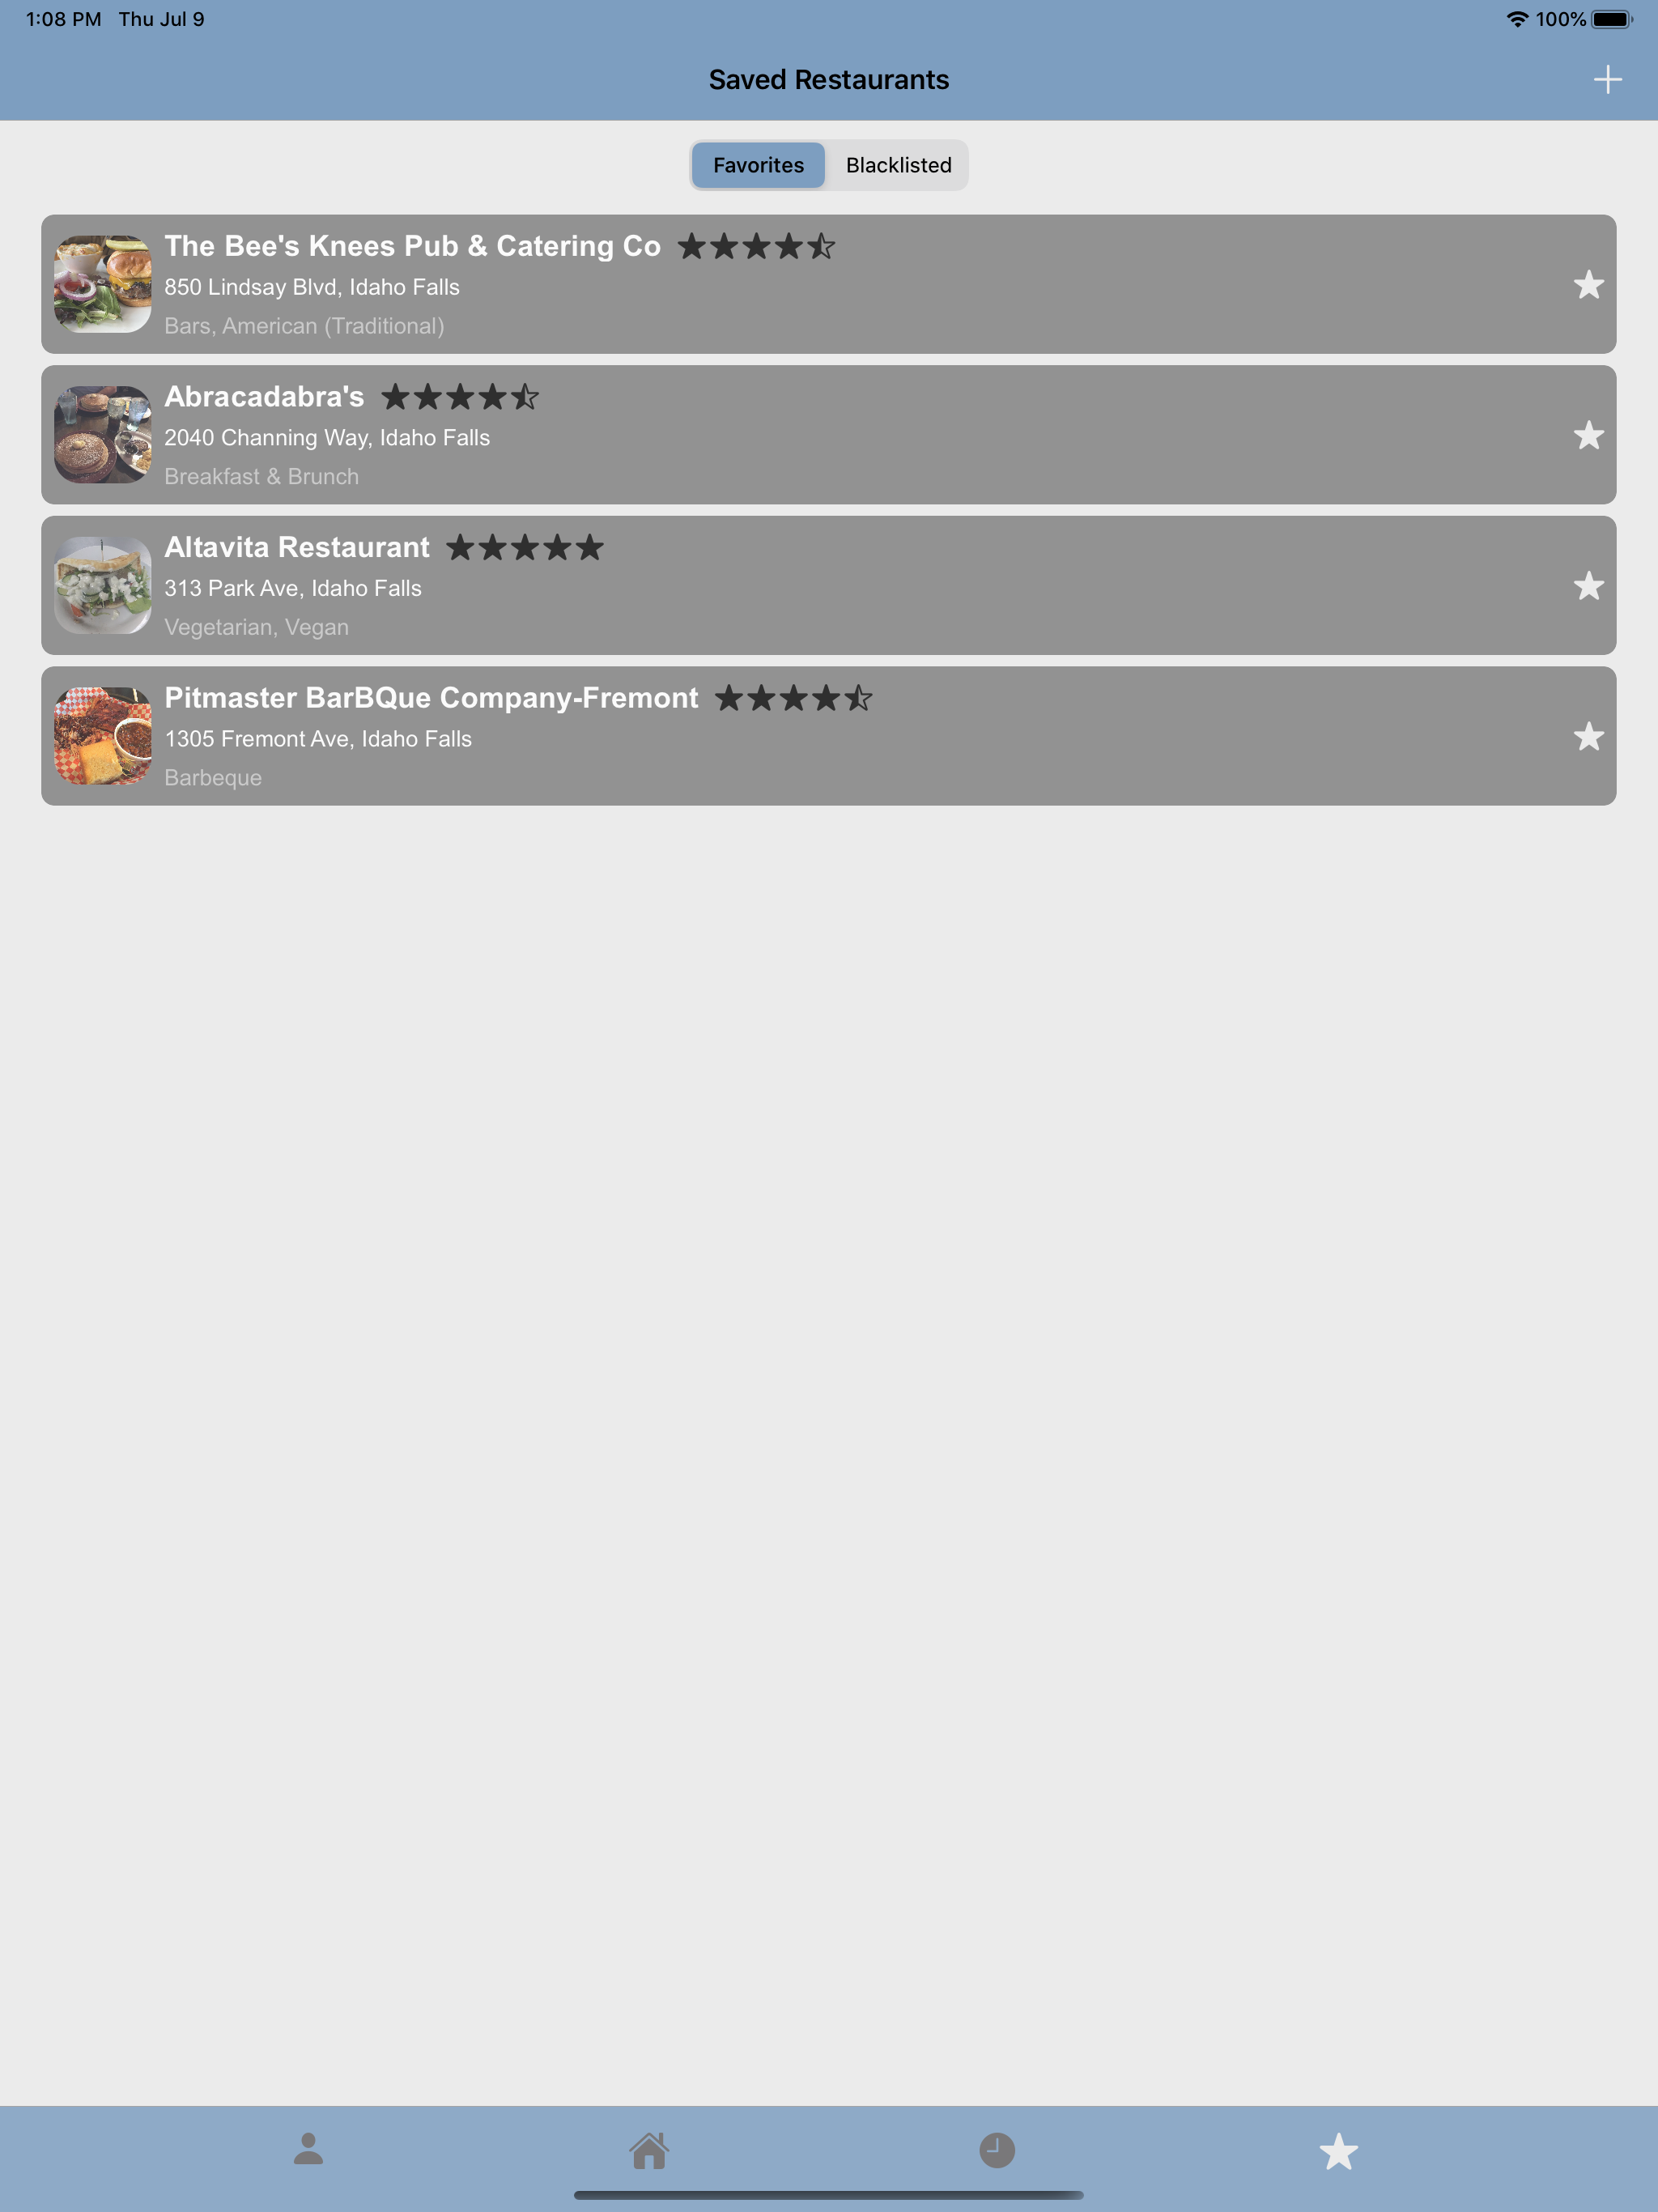 1:08 PM Thu Jul 9
100%
Saved Restaurants
Favorites Blacklisted
The Bee's Knees Pub & Catering Co
850 Lindsay Blvd, Idaho Falls
Bars, American (Traditional)
Abracadabra's
2040 Channing Way, Idaho Falls
Breakfast & Brunch
Altavita Restaurant
313 Park Ave, Idaho Falls
Vegetarian, Vegan
Pitmaster BarBQue Company-Fremont
1305 Fremont Ave, Idaho Falls
Barbeque